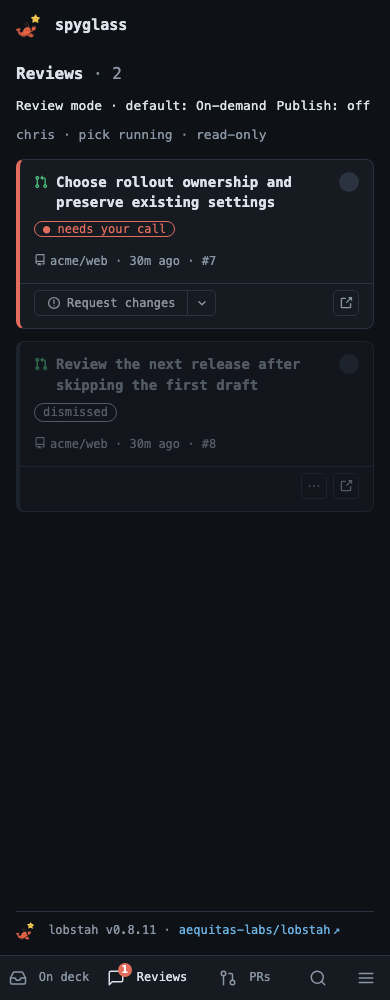 spyglass
Reviews · 2
Review mode · default: On-demand Publish: off
chris · pick running · read-only
Choose rollout ownership and
preserve existing settings
needs your call
acme/web · 30m ago · #7
Request changes
Review the next release after
skipping the first draft
dismissed
acme/web · 30m ago · #8
lobstah v0.8.11 · aequitas-labs/lobstah↗
1
On deck Reviews PRs